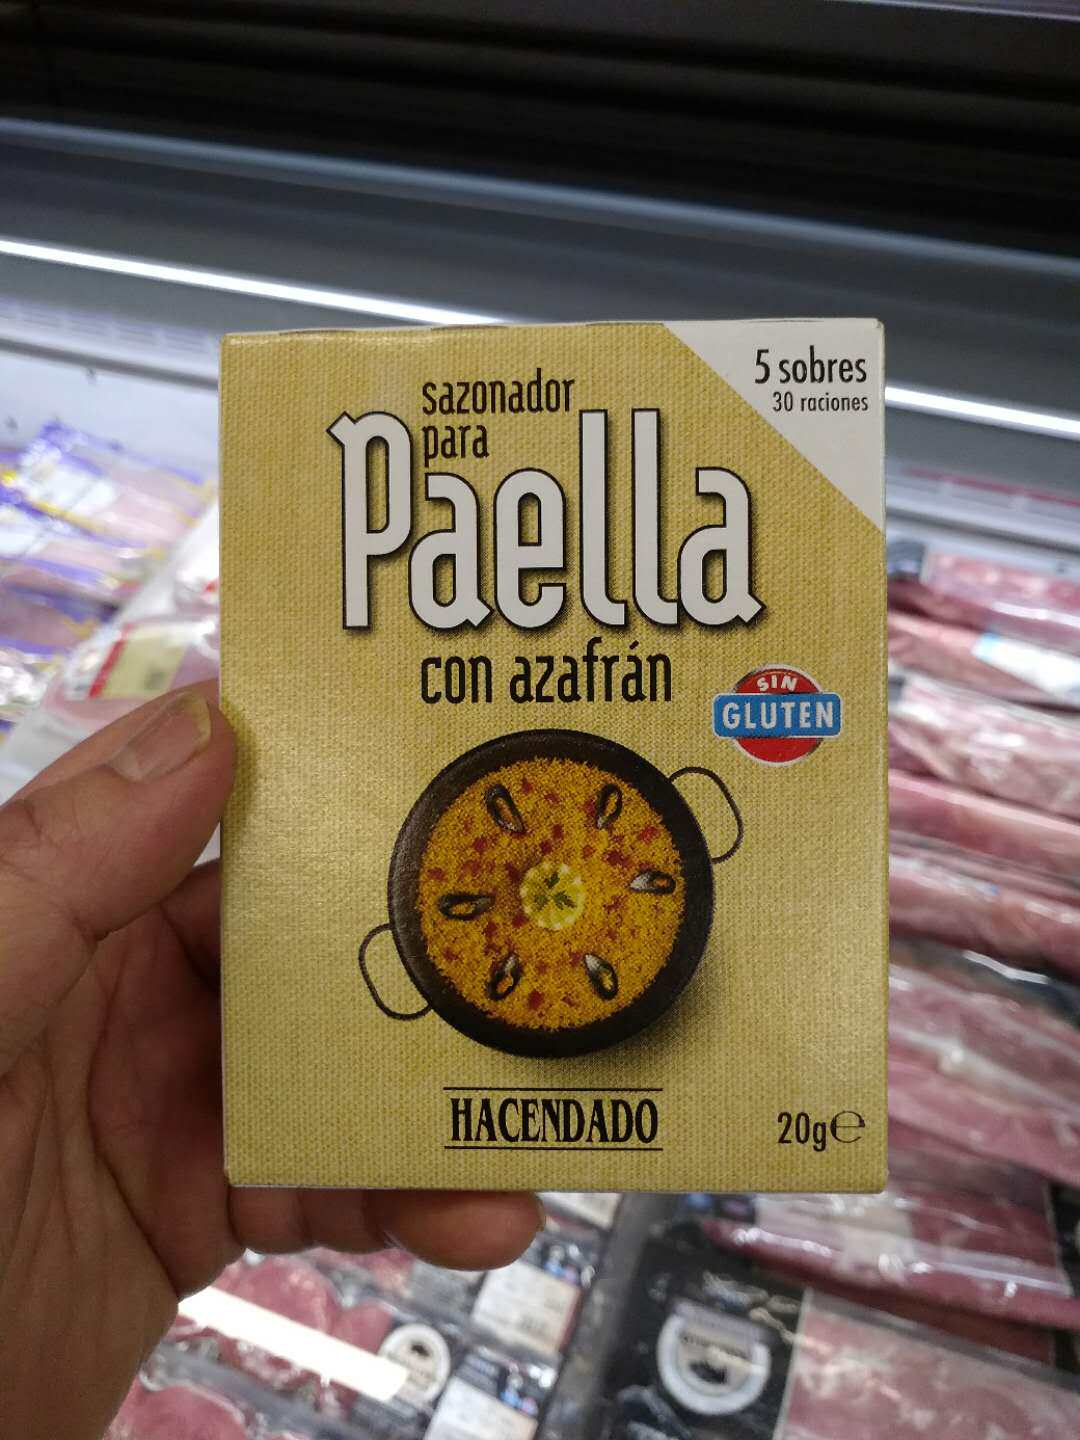 5 sobres
30 raciones
sazonador
para
Paella
con azafrán
SIN
GLUTEN
HACENDADO
20g℮